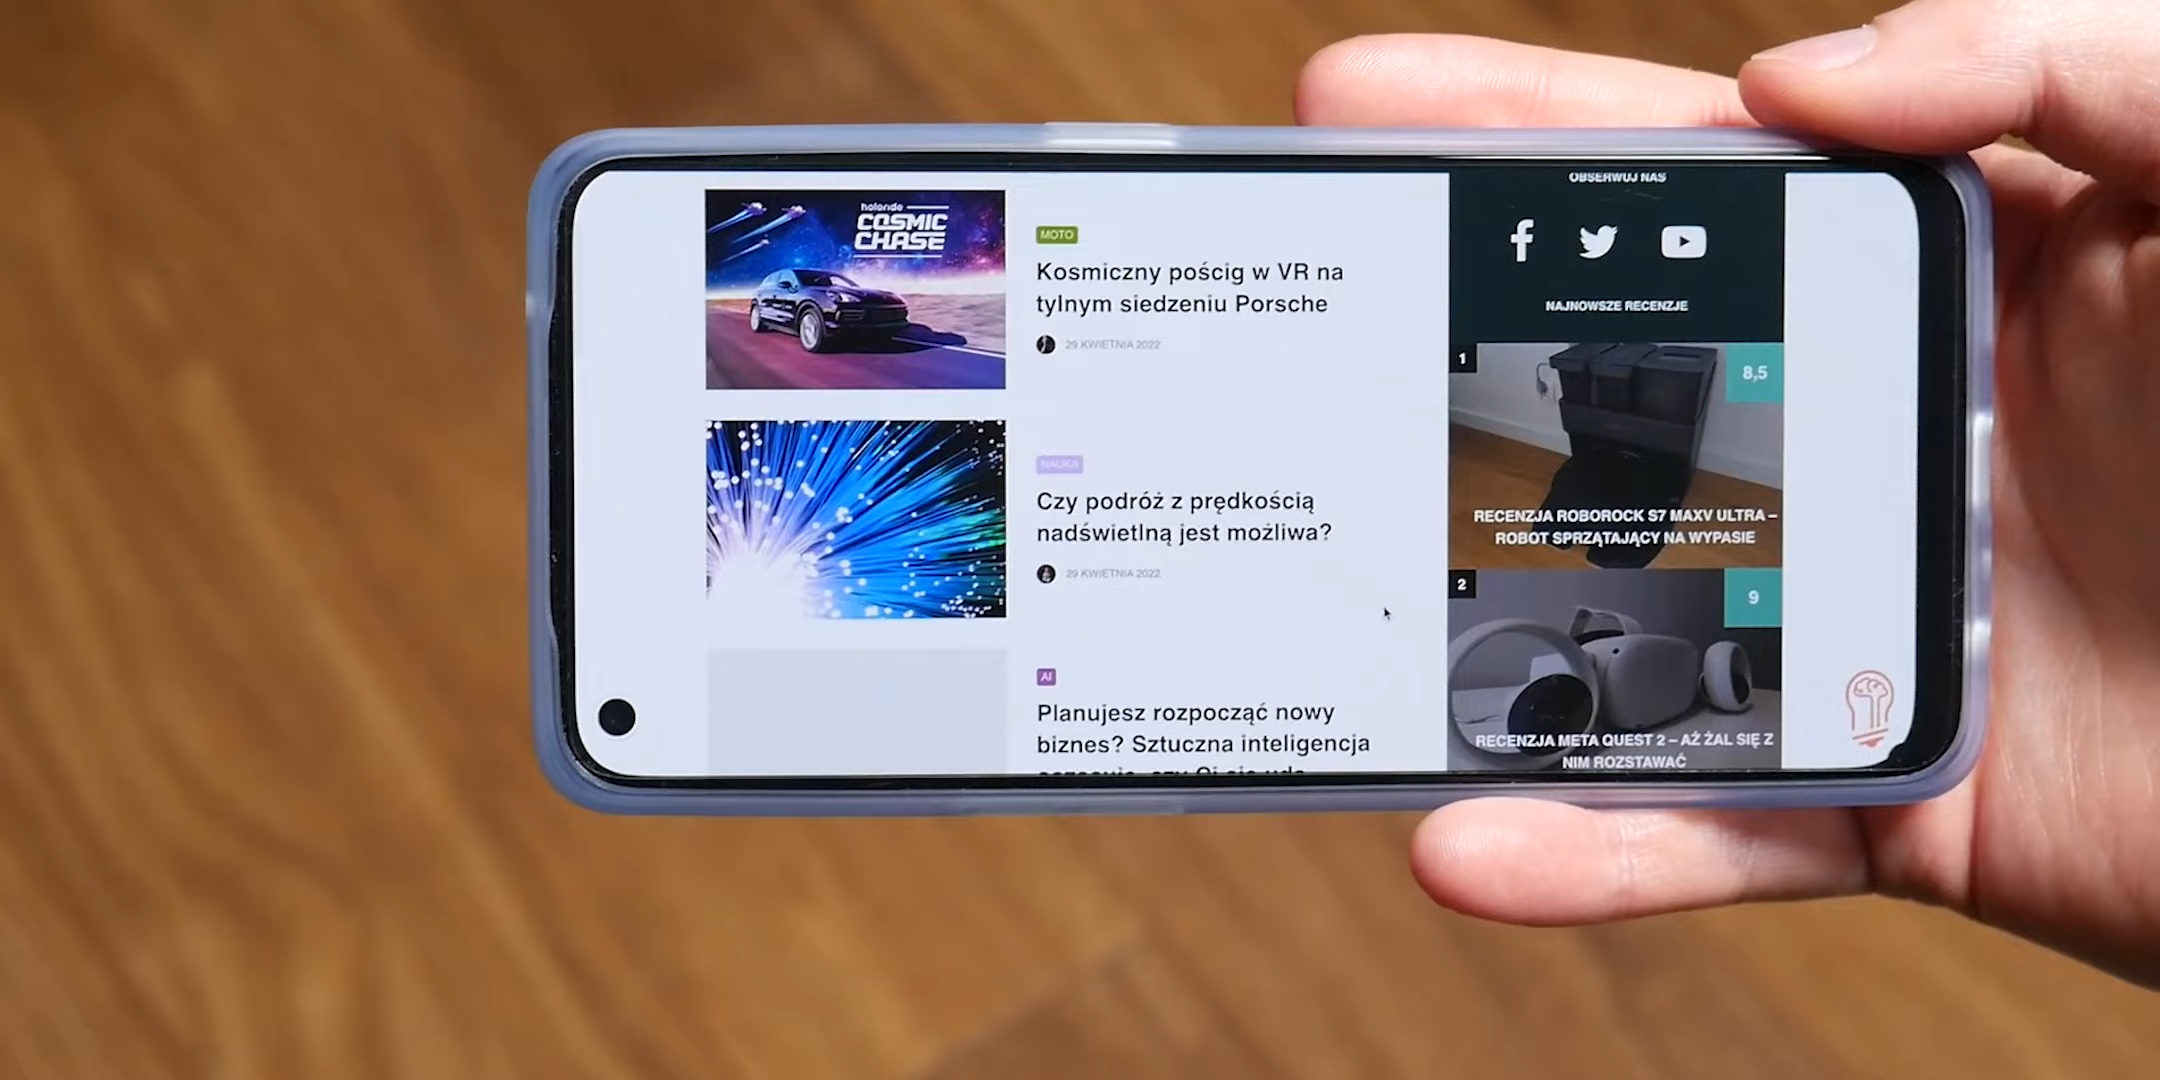 holoride
COSMIC
CHASE
MOTO
Kosmiczny pościg w VR na
tylnym siedzeniu Porsche
29 KWIETNIA 2022
NAUKA
Czy podróż z prędkością
nadświetlną jest możliwa?
29 KWIETNIA 2022
AI
Planujesz rozpocząć nowy
biznes? Sztuczna inteligencja
OBSERWUJ NAS
NAJNOWSZE RECENZJE
1
8,5
RECENZJA ROBOROCK S7 MAXV ULTRA –
ROBOT SPRZĄTAJĄCY NA WYPASIE
2
9
RECENZJA META QUEST 2 – AŻ ŻAL SIĘ Z
NIM ROZSTAWAĆ